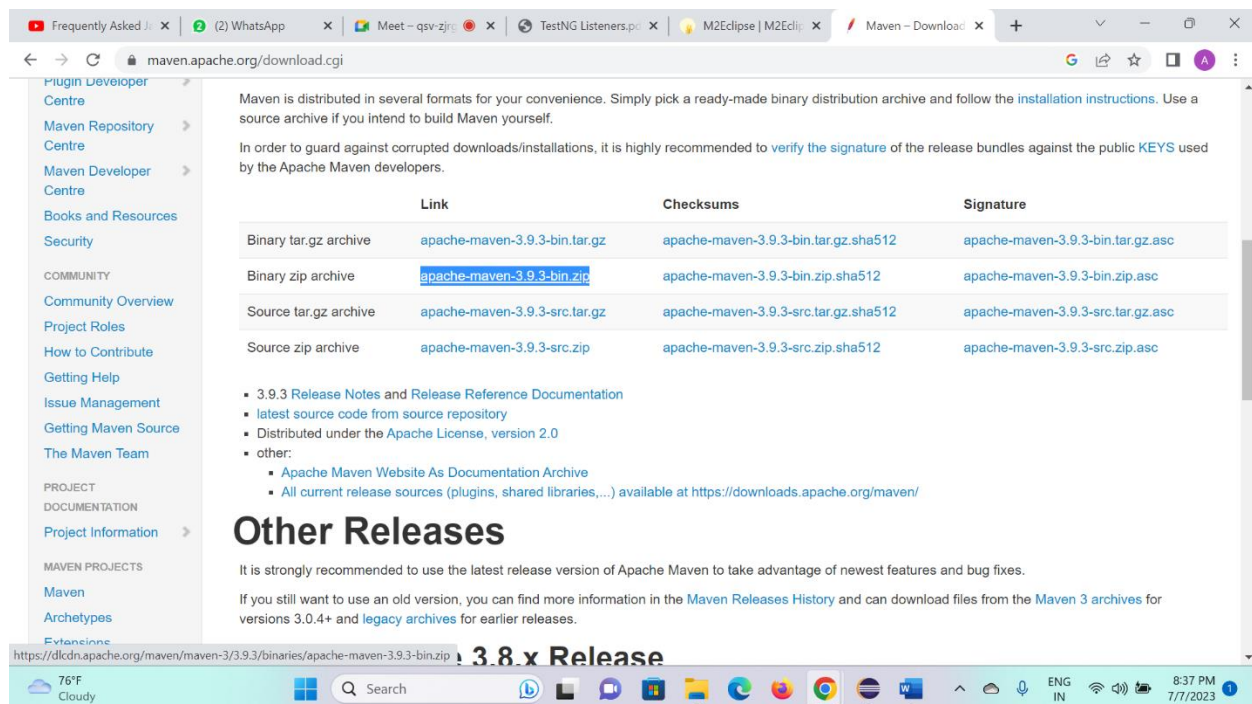 Frequently Asked Ja
2 (2) WhatsApp
Meet – qsv-zjrg
TestNG Listeners.pd
M2Eclipse | M2Eclip
Maven – Download
maven.apache.org/download.cgi
G
A
Plugin Developer
Centre
Maven Repository
Centre
Maven Developer
Centre
Books and Resources
Security
COMMUNITY
Community Overview
Project Roles
How to Contribute
Getting Help
Issue Management
Getting Maven Source
The Maven Team
PROJECT
DOCUMENTATION
Project Information
MAVEN PROJECTS
Maven
Archetypes
Extensions
Maven is distributed in several formats for your convenience. Simply pick a ready-made binary distribution archive and follow the installation instructions. Use a
source archive if you intend to build Maven yourself.
In order to guard against corrupted downloads/installations, it is highly recommended to verify the signature of the release bundles against the public KEYS used
by the Apache Maven developers.
Link Checksums Signature
Binary tar.gz archive apache-maven-3.9.3-bin.tar.gz apache-maven-3.9.3-bin.tar.gz.sha512 apache-maven-3.9.3-bin.tar.gz.asc
Binary zip archive apache-maven-3.9.3-bin.zip apache-maven-3.9.3-bin.zip.sha512 apache-maven-3.9.3-bin.zip.asc
Source tar.gz archive apache-maven-3.9.3-src.tar.gz apache-maven-3.9.3-src.tar.gz.sha512 apache-maven-3.9.3-src.tar.gz.asc
Source zip archive apache-maven-3.9.3-src.zip apache-maven-3.9.3-src.zip.sha512 apache-maven-3.9.3-src.zip.asc
3.9.3 Release Notes and Release Reference Documentation
latest source code from source repository
Distributed under the Apache License, version 2.0
other:
Apache Maven Website As Documentation Archive
All current release sources (plugins, shared libraries,...) available at https://downloads.apache.org/maven/
Other Releases
It is strongly recommended to use the latest release version of Apache Maven to take advantage of newest features and bug fixes.
If you still want to use an old version, you can find more information in the Maven Releases History and can download files from the Maven 3 archives for
versions 3.0.4+ and legacy archives for earlier releases.
3.8.x Release
https://dlcdn.apache.org/maven/maven-3/3.9.3/binaries/apache-maven-3.9.3-bin.zip
76°F
Cloudy
Search
ENG
IN
8:37 PM
7/7/2023
1